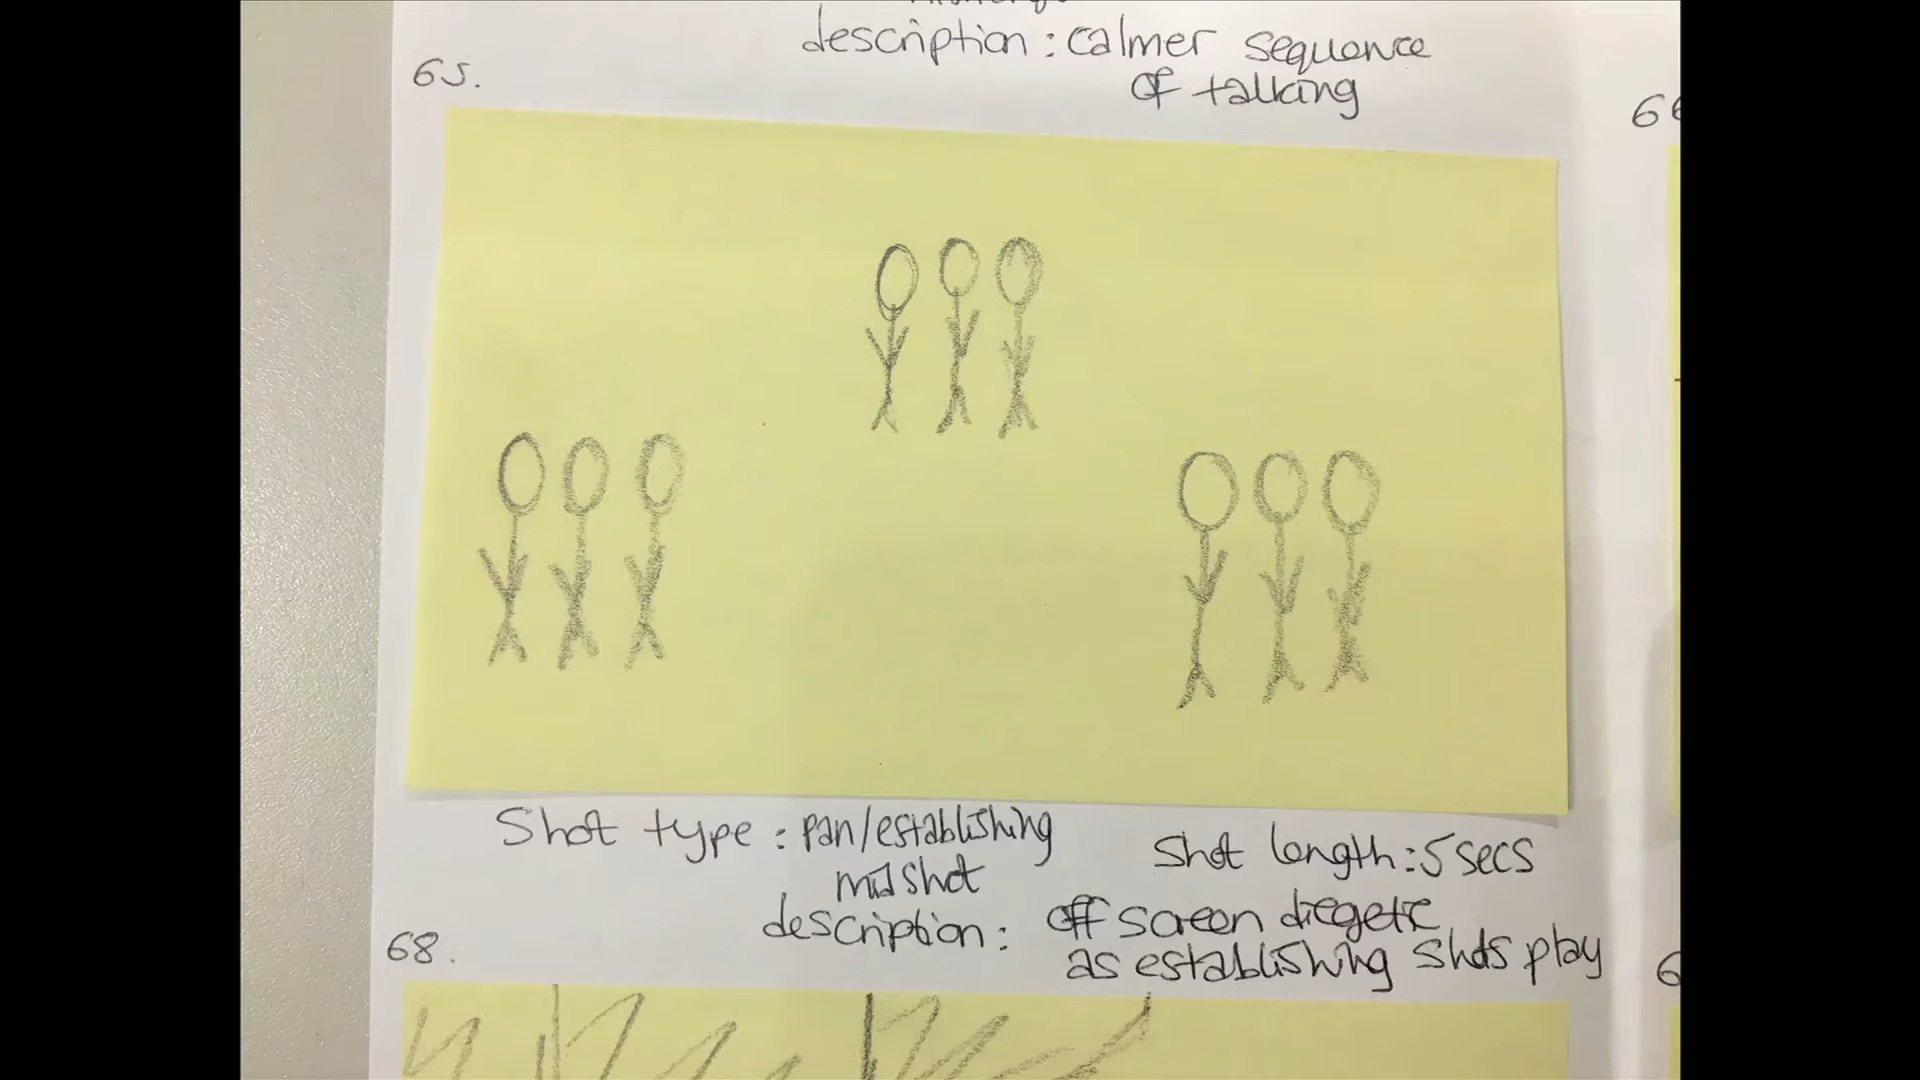 description : calmer sequence
of talking
65.
Shot type : pan/establishing
mid shot
Shot length : 5 secs
description : off screen diegetic
as establishing shots play
68.